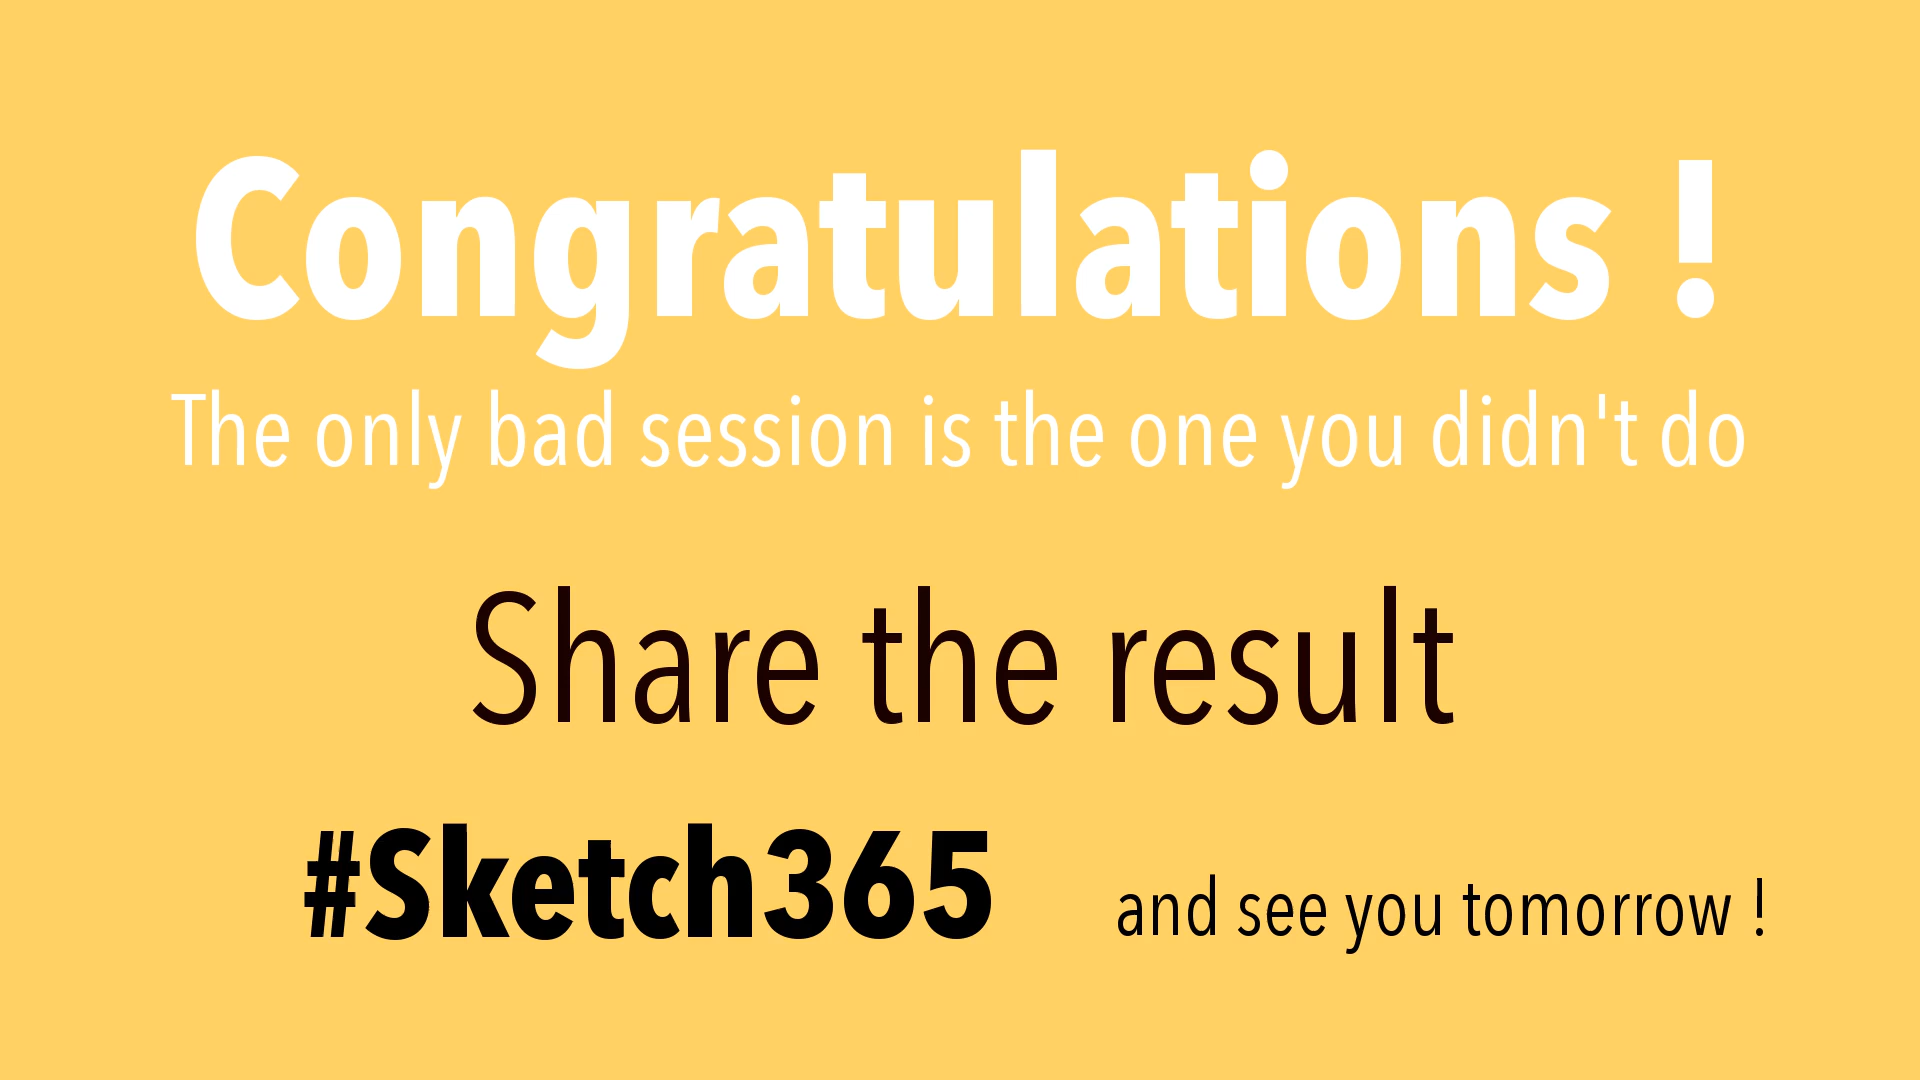 Congratulations !
The only bad session is the one you didn't do
Share the result
#Sketch365 and see you tomorrow !